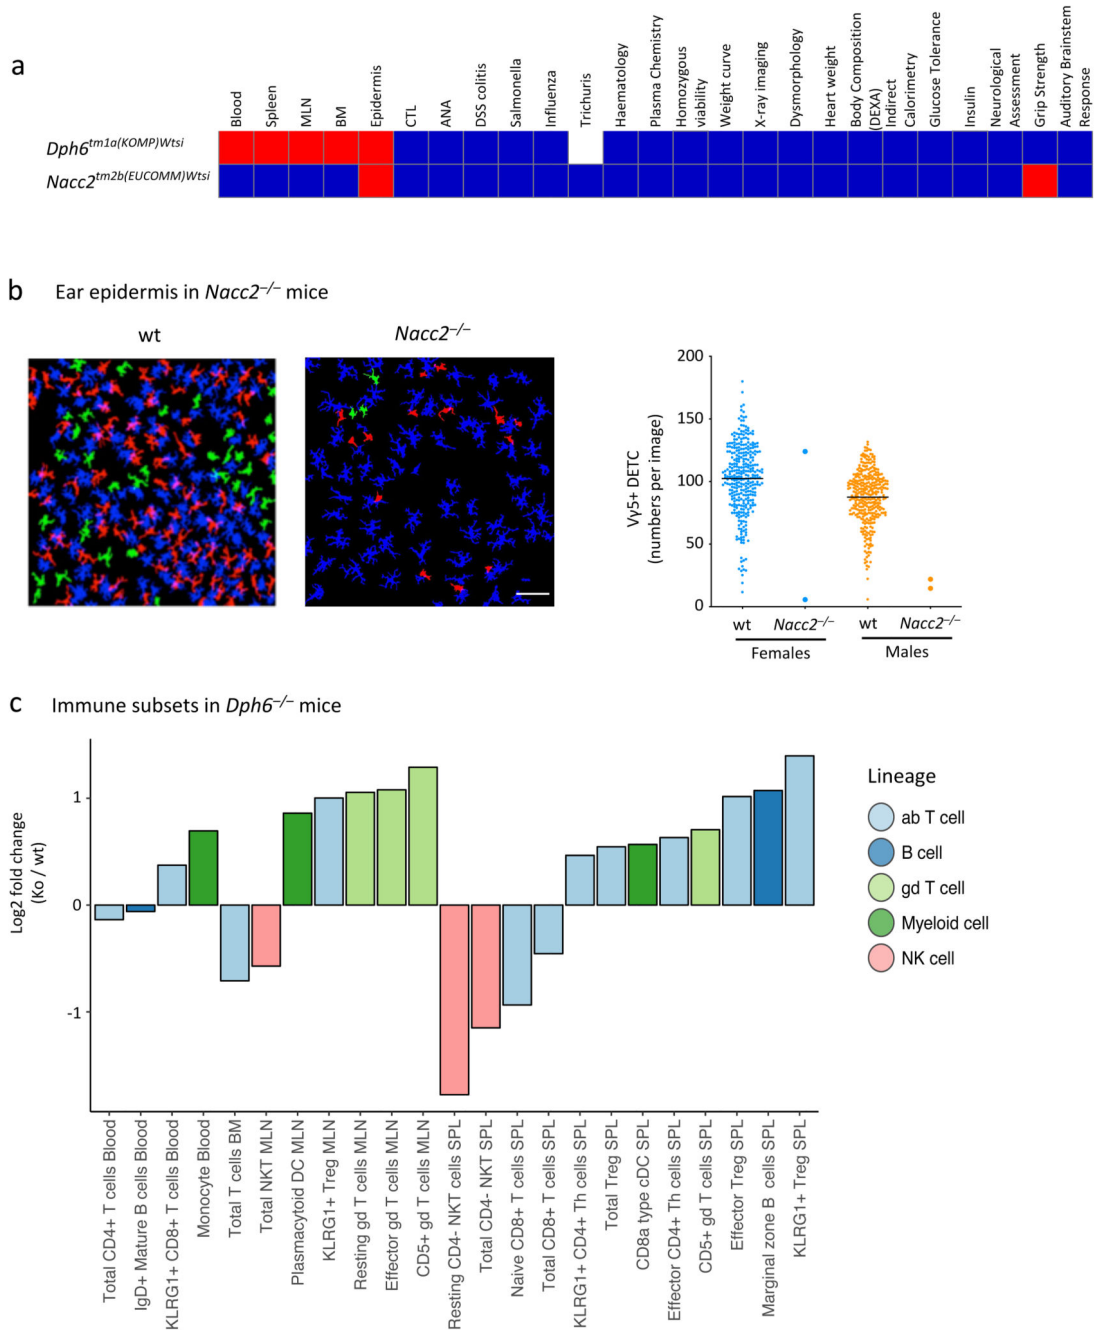 a
Blood
Spleen
MLN
BM
Epidermis
CTL
ANA
DSS colitis
Salmonella
Influenza
Trichuris
Haematology
Plasma Chemistry
Homozygous
viability
Weight curve
X-ray imaging
Dysmorphology
Heart weight
Body Composition
(DEXA)
Indirect
Calorimetry
Glucose Tolerance
Insulin
Neurological
Assessment
Grip Strength
Auditory Brainstem
Response
Dph6tm1a(KOMP)Wtsi
Nacc2tm2b(EUCOMM)Wtsi
b Ear epidermis in Nacc2–/– mice
wt
Nacc2–/–
Vγ5+ DETC
(numbers per image)
200
150
100
50
0
wt Nacc2–/– wt Nacc2–/–
Females Males
c Immune subsets in Dph6–/– mice
Log2 fold change
(Ko / wt)
1
0
-1
Total CD4+ T cells Blood
IgD+ Mature B cells Blood
KLRG1+ CD8+ T cells Blood
Monocyte Blood
Total T cells BM
Total NKT MLN
Plasmacytoid DC MLN
KLRG1+ Treg MLN
Resting gd T cells MLN
Effector gd T cells MLN
CD5+ gd T cells MLN
Resting CD4- NKT cells SPL
Total CD4- NKT SPL
Naive CD8+ T cells SPL
Total CD8+ T cells SPL
KLRG1+ CD4+ Th cells SPL
Total Treg SPL
CD8a type cDC SPL
Effector CD4+ Th cells SPL
CD5+ gd T cells SPL
Effector Treg SPL
Marginal zone B cells SPL
KLRG1+ Treg SPL
Lineage
ab T cell
B cell
gd T cell
Myeloid cell
NK cell